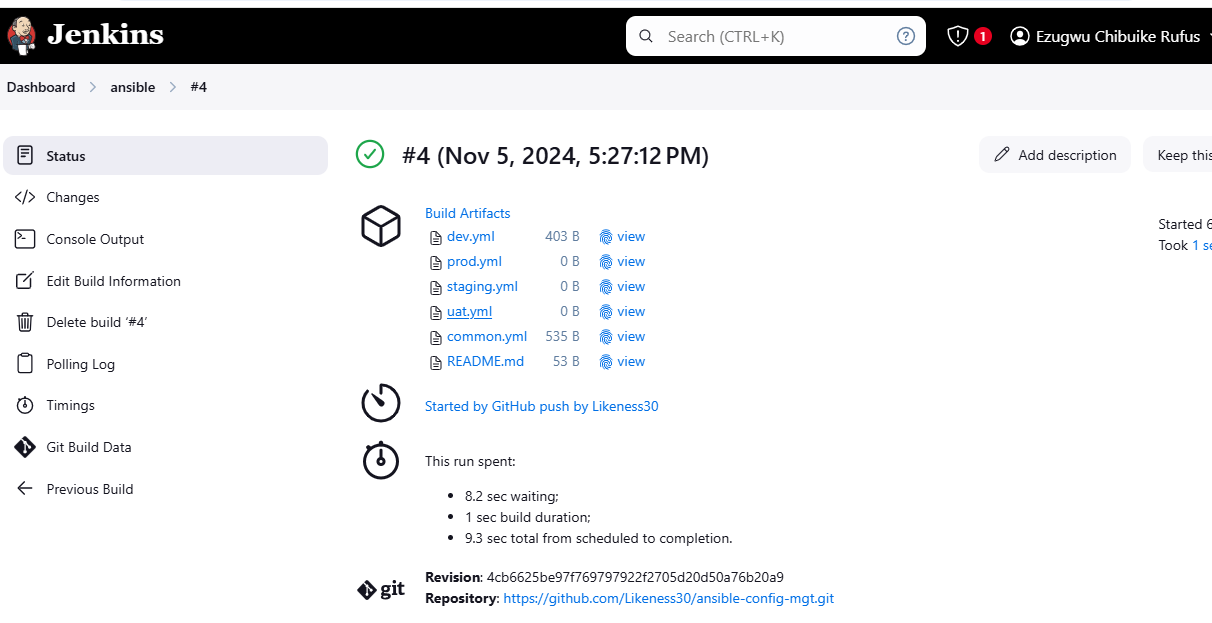 Jenkins
Search (CTRL+K)
?
1
Ezugwu Chibuike Rufus
Dashboard > ansible > #4
Status
Changes
Console Output
Edit Build Information
Delete build ‘#4’
Polling Log
Timings
Git Build Data
Previous Build
#4 (Nov 5, 2024, 5:27:12 PM)
Add description
Keep this
Started 6
Took 1 se
Build Artifacts
dev.yml 403 B view
prod.yml 0 B view
staging.yml 0 B view
uat.yml 0 B view
common.yml 535 B view
README.md 53 B view
Started by GitHub push by Likeness30
This run spent:
• 8.2 sec waiting;
• 1 sec build duration;
• 9.3 sec total from scheduled to completion.
git
Revision: 4cb6625be97f769797922f2705d20d50a76b20a9
Repository: https://github.com/Likeness30/ansible-config-mgt.git